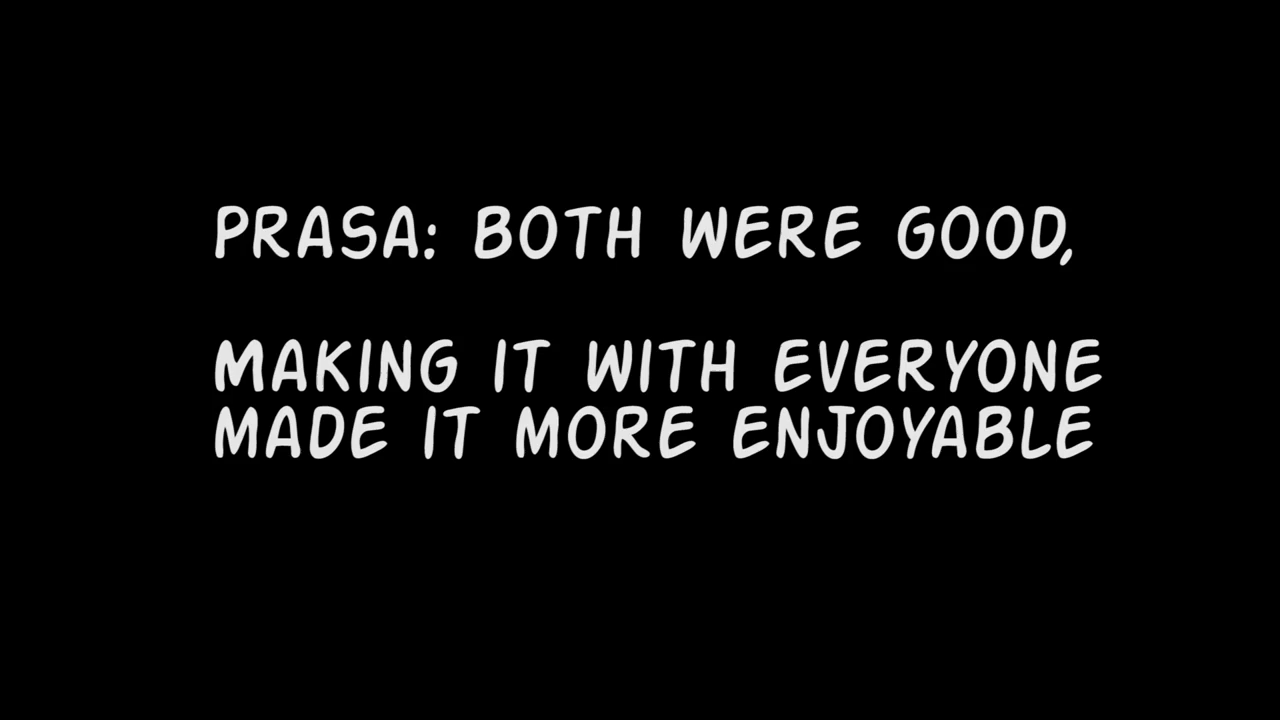 PRASA: BOTH WERE GOOD,
MAKING IT WITH EVERYONE
MADE IT MORE ENJOYABLE